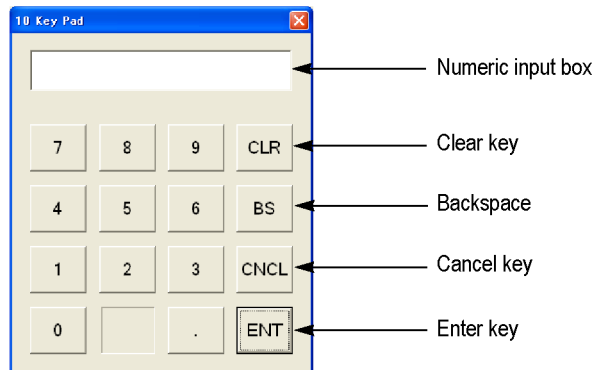 10 Key Pad
Numeric input box
7 8 9 CLR Clear key
4 5 6 BS Backspace
1 2 3 CNCL Cancel key
0 . ENT Enter key